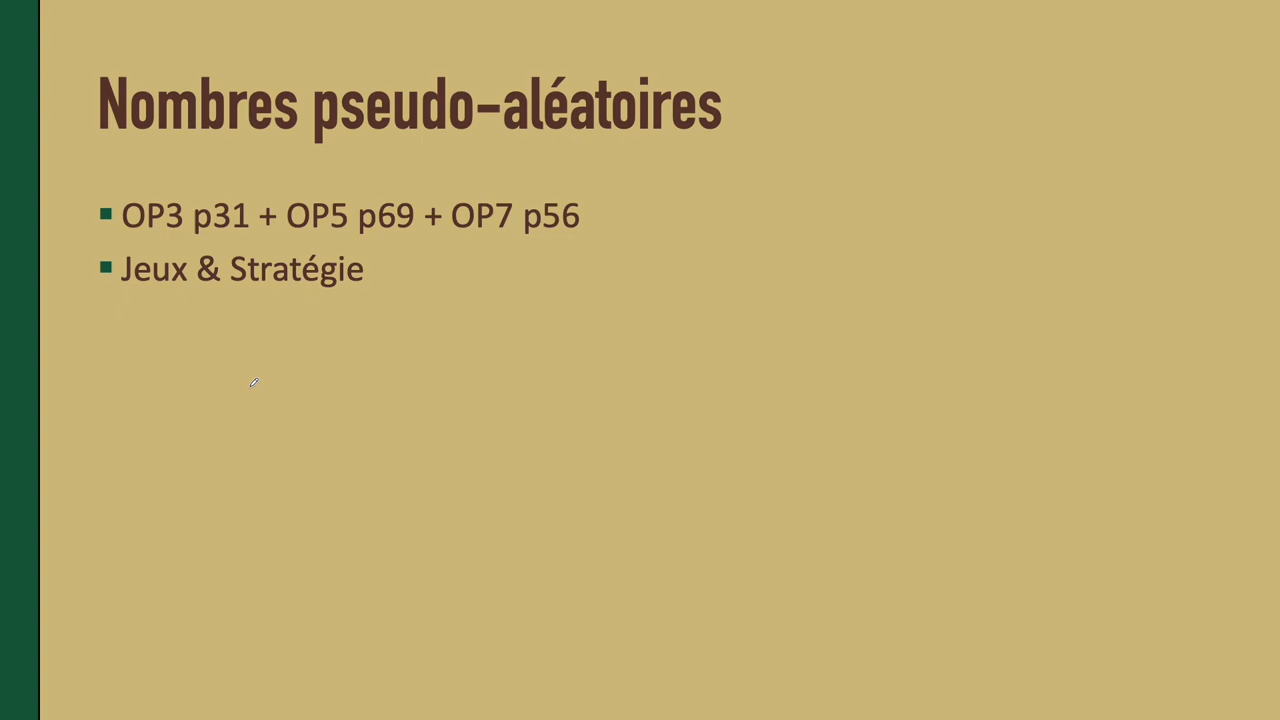 Nombres pseudo-aléatoires
OP3 p31 + OP5 p69 + OP7 p56
Jeux & Stratégie